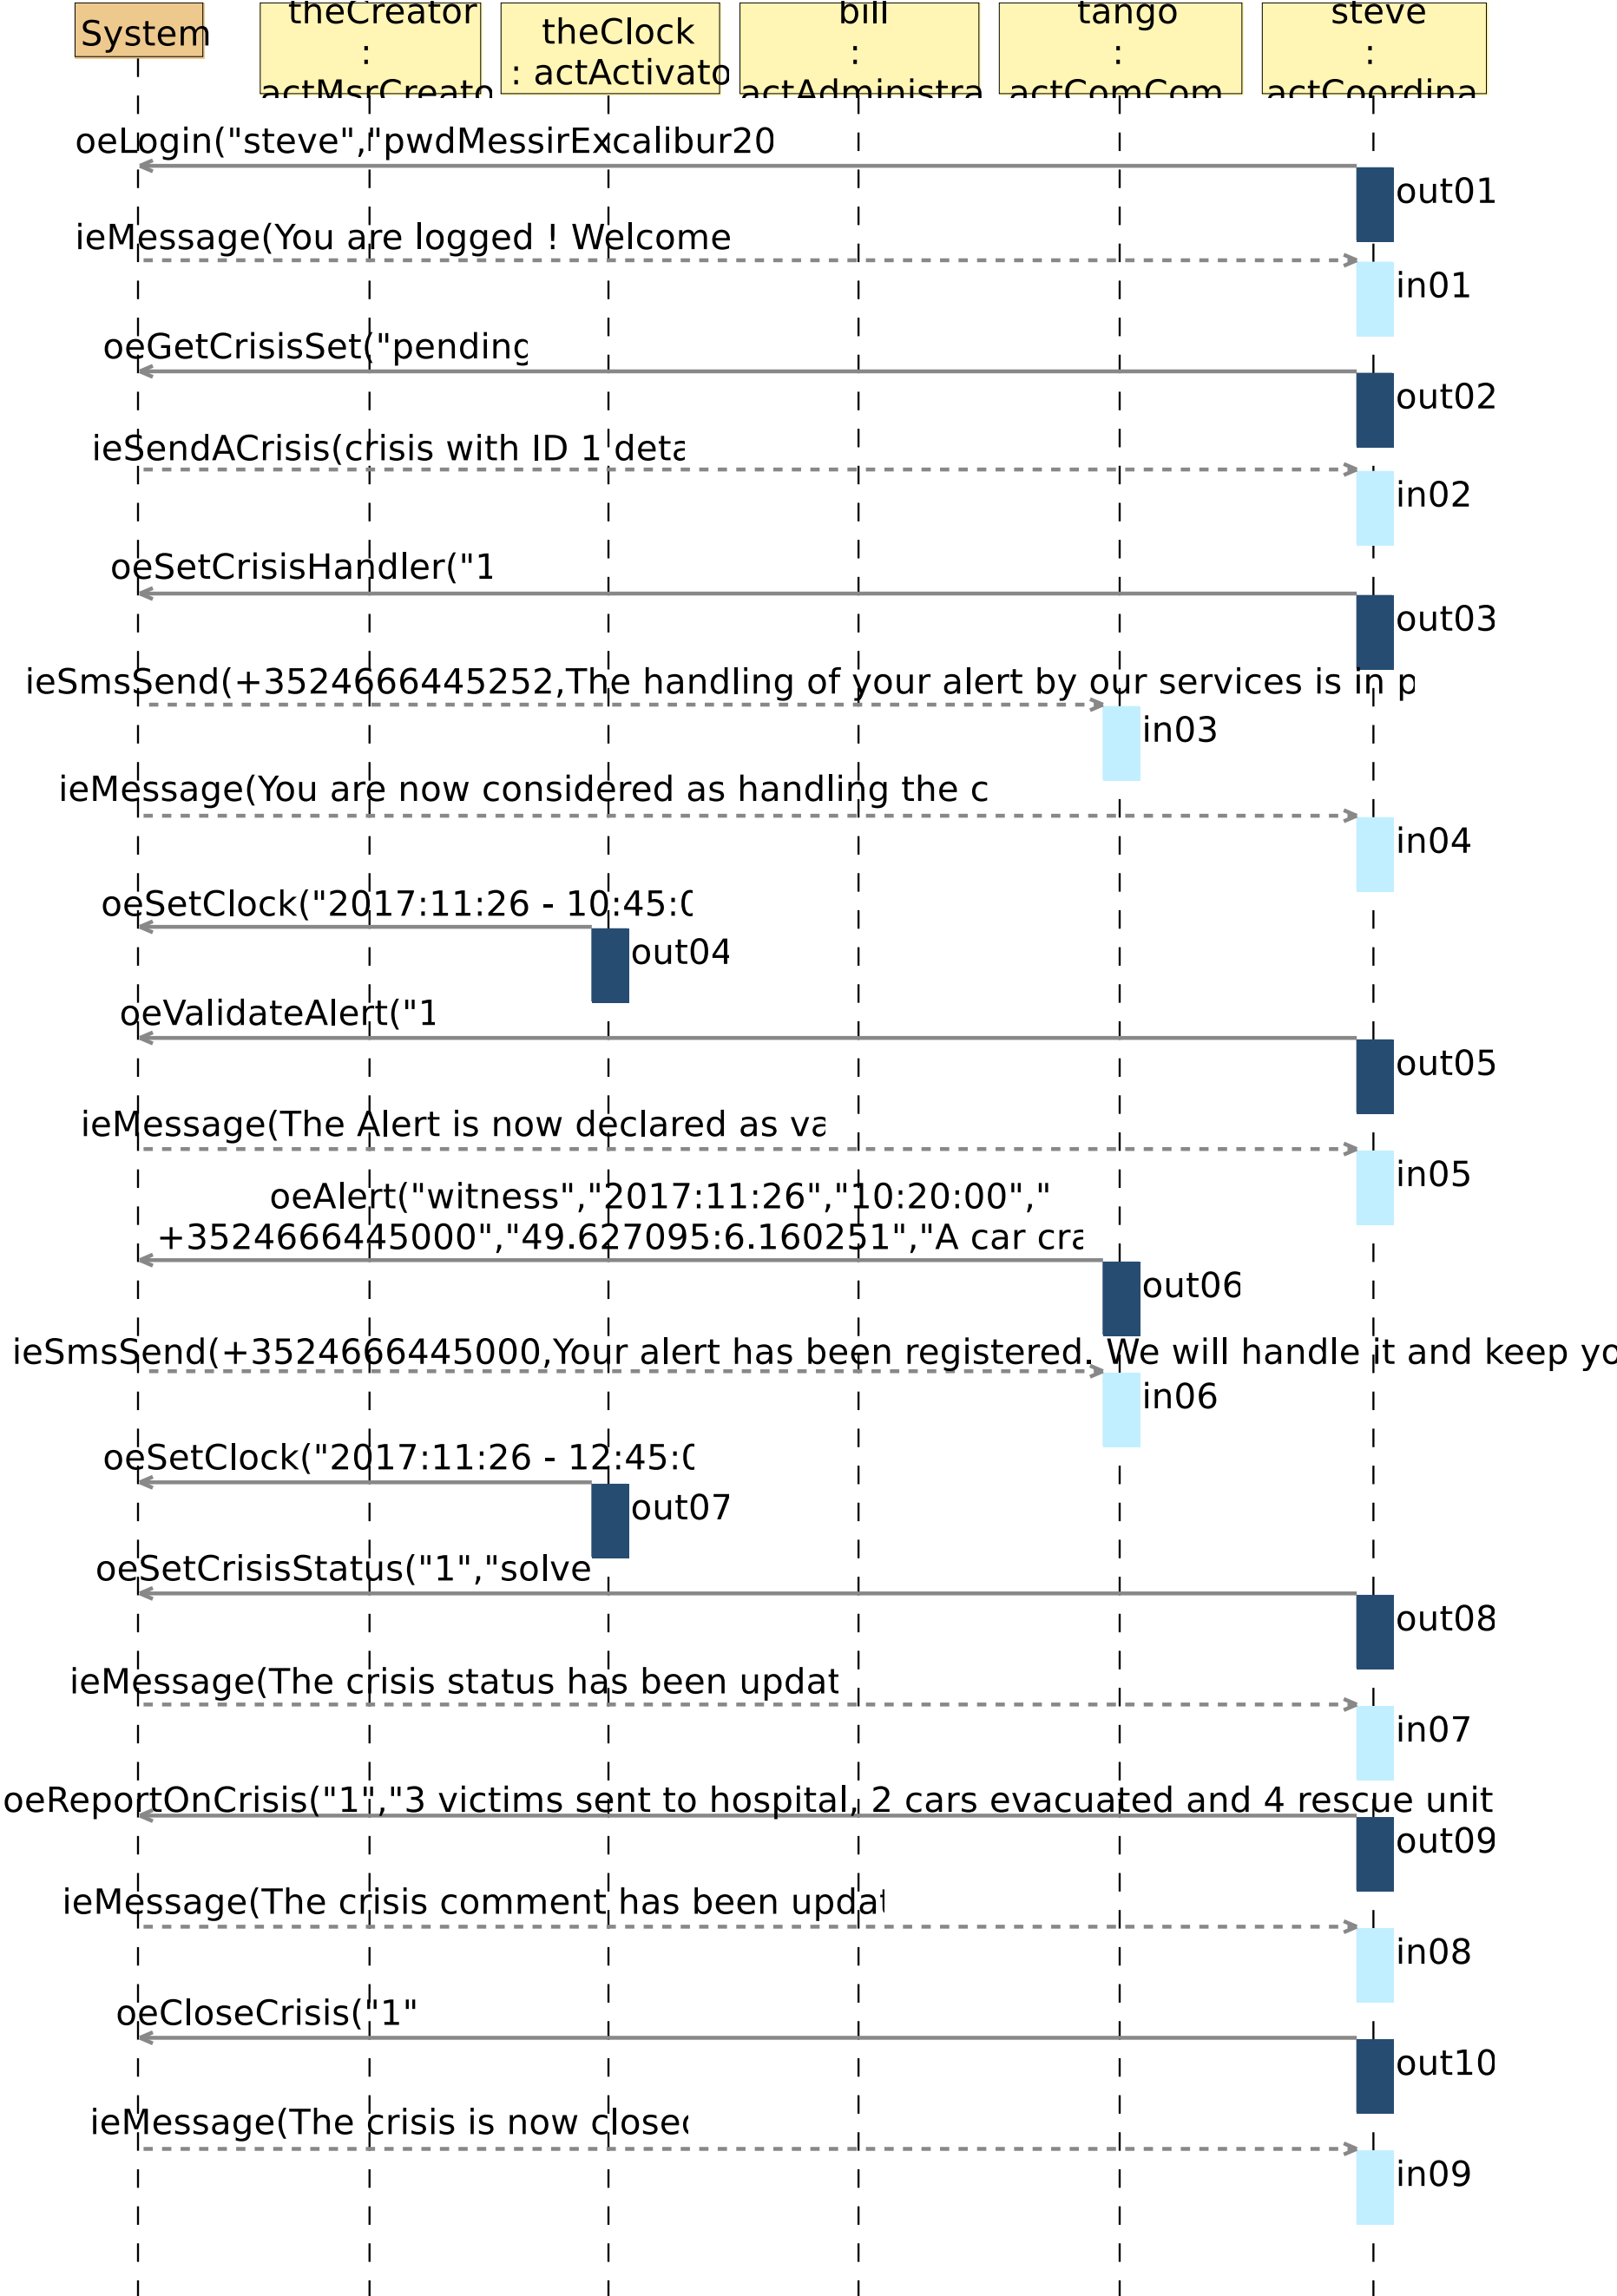 System
theCreator
:
actMsrCreato
theClock
: actActivato
bill
:
actAdministra
tango
:
actComCom
steve
:
actCoordina
oeLogin("steve","pwdMessirExcalibur20
out01
ieMessage(You are logged ! Welcome
in01
oeGetCrisisSet("pending
out02
ieSendACrisis(crisis with ID 1 deta
in02
oeSetCrisisHandler("1
out03
ieSmsSend(+3524666445252,The handling of your alert by our services is in p
in03
ieMessage(You are now considered as handling the c
in04
oeSetClock("2017:11:26 - 10:45:0
out04
oeValidateAlert("1
out05
ieMessage(The Alert is now declared as va
in05
oeAlert("witness","2017:11:26","10:20:00","
+3524666445000","49.627095:6.160251","A car cra
out06
ieSmsSend(+3524666445000,Your alert has been registered. We will handle it and keep yo
in06
oeSetClock("2017:11:26 - 12:45:0
out07
oeSetCrisisStatus("1","solve
out08
ieMessage(The crisis status has been updat
in07
oeReportOnCrisis("1","3 victims sent to hospital, 2 cars evacuated and 4 rescue unit
out09
ieMessage(The crisis comment has been updat
in08
oeCloseCrisis("1"
out10
ieMessage(The crisis is now closed
in09